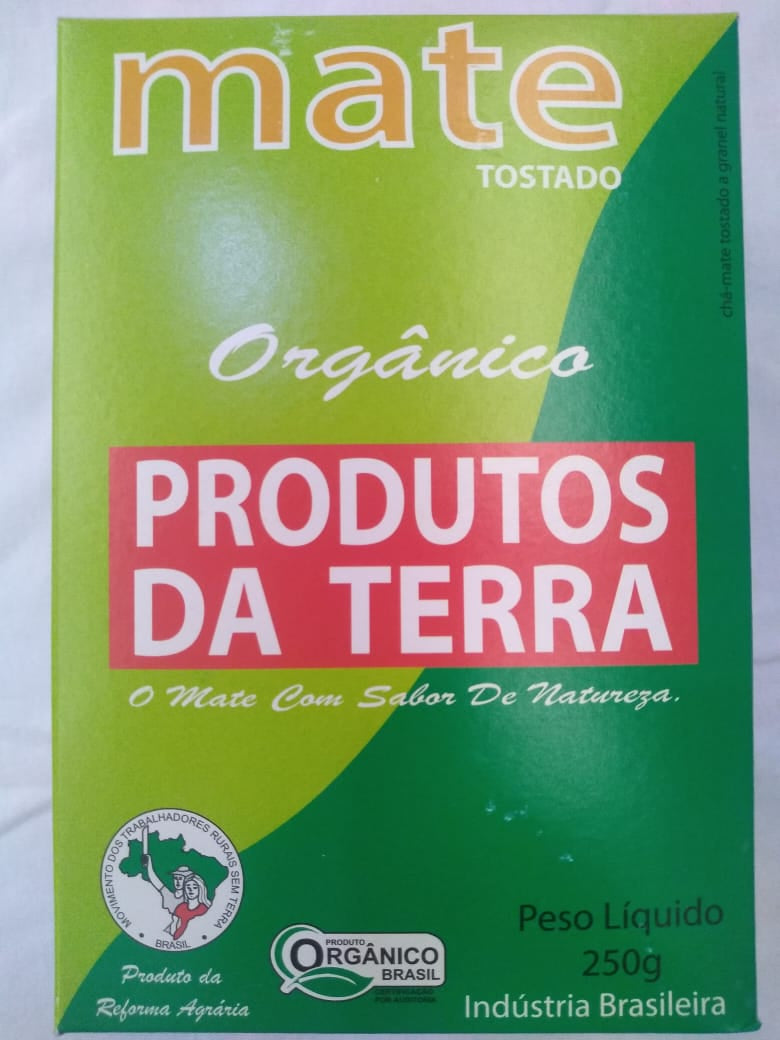 mate
TOSTADO
chá-mate tostado a granel natural
Orgânico
PRODUTOS
DA TERRA
O Mate Com Sabor De Natureza.
MOVIMENTO DOS TRABALHADORES RURAIS SEM TERRA
• BRASIL •
Produto da
Reforma Agrária
PRODUTO
ORGÂNICO
BRASIL
CERTIFICAÇÃO
POR AUDITORIA
Peso Líquido
250g
Indústria Brasileira